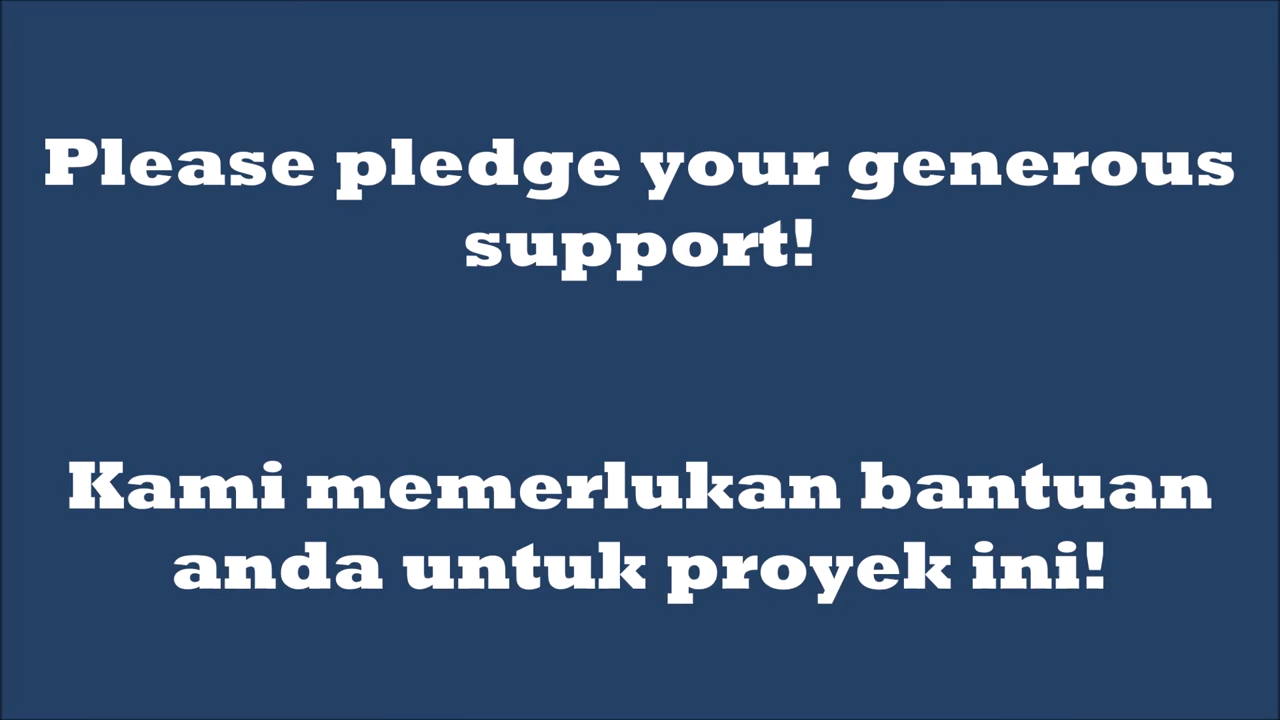 Please pledge your generous
support!
Kami memerlukan bantuan
anda untuk proyek ini!